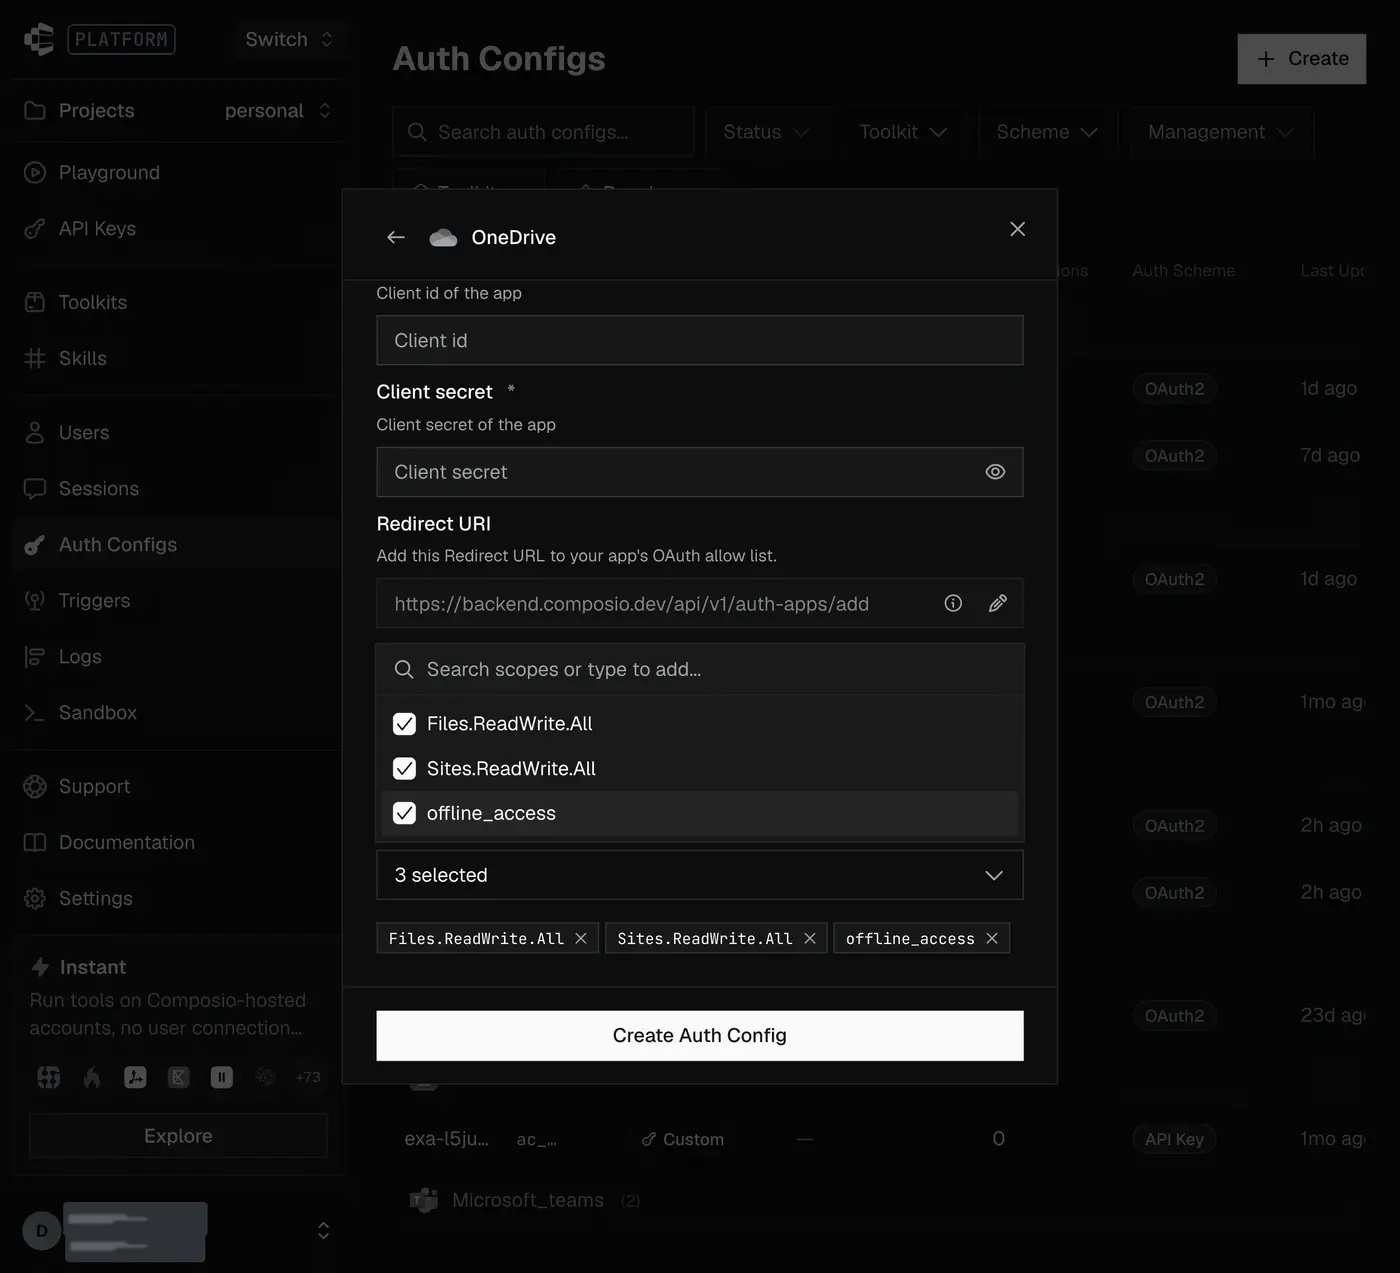 PLATFORM
Switch
Projects
personal
Playground
API Keys
Toolkits
Skills
Users
Sessions
Auth Configs
Triggers
Logs
Sandbox
Support
Documentation
Settings
Instant
Run tools on Composio-hosted
accounts, no user connection...
+73
Explore
D
Auth Configs
Create
Search auth configs...
Status
Toolkit
Scheme
Management
Auth Scheme
OAuth2
1d ago
OAuth2
7d ago
OAuth2
1d ago
OAuth2
1mo ag
OAuth2
2h ago
OAuth2
2h ago
OAuth2
23d ag
OneDrive
Client id of the app
Client id
Client secret *
Client secret of the app
Client secret
Redirect URI
Add this Redirect URL to your app's OAuth allow list.
https://backend.composio.dev/api/v1/auth-apps/add
Search scopes or type to add...
Files.ReadWrite.All
Sites.ReadWrite.All
offline_access
3 selected
Files.ReadWrite.All
Sites.ReadWrite.All
offline_access
Create Auth Config
exa-l5ju... ac_... Custom — 0 API Key 1mo ag
Microsoft_teams (2)